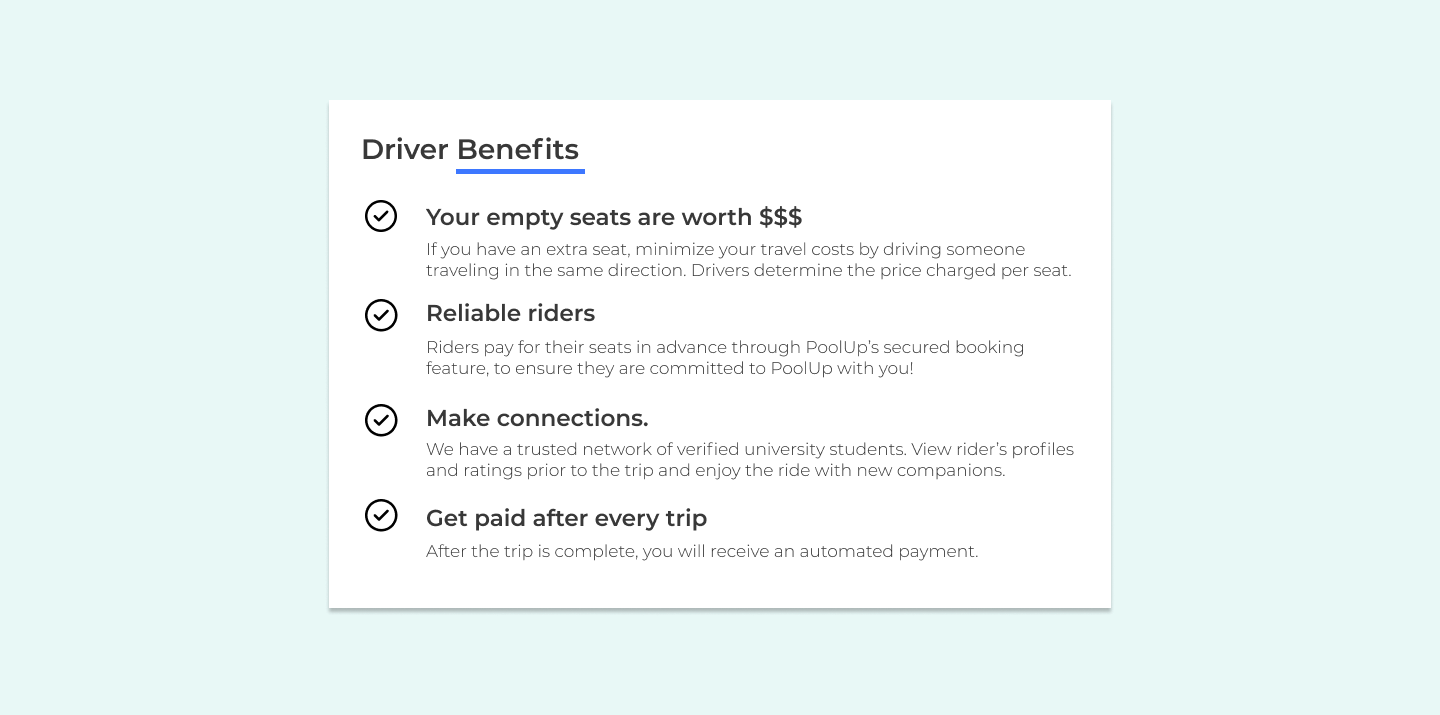 Driver Benefits
Your empty seats are worth $$$
If you have an extra seat, minimize your travel costs by driving someone
traveling in the same direction. Drivers determine the price charged per seat.
Reliable riders
Riders pay for their seats in advance through PoolUp’s secured booking
feature, to ensure they are committed to PoolUp with you!
Make connections.
We have a trusted network of verified university students. View rider’s profiles
and ratings prior to the trip and enjoy the ride with new companions.
Get paid after every trip
After the trip is complete, you will receive an automated payment.